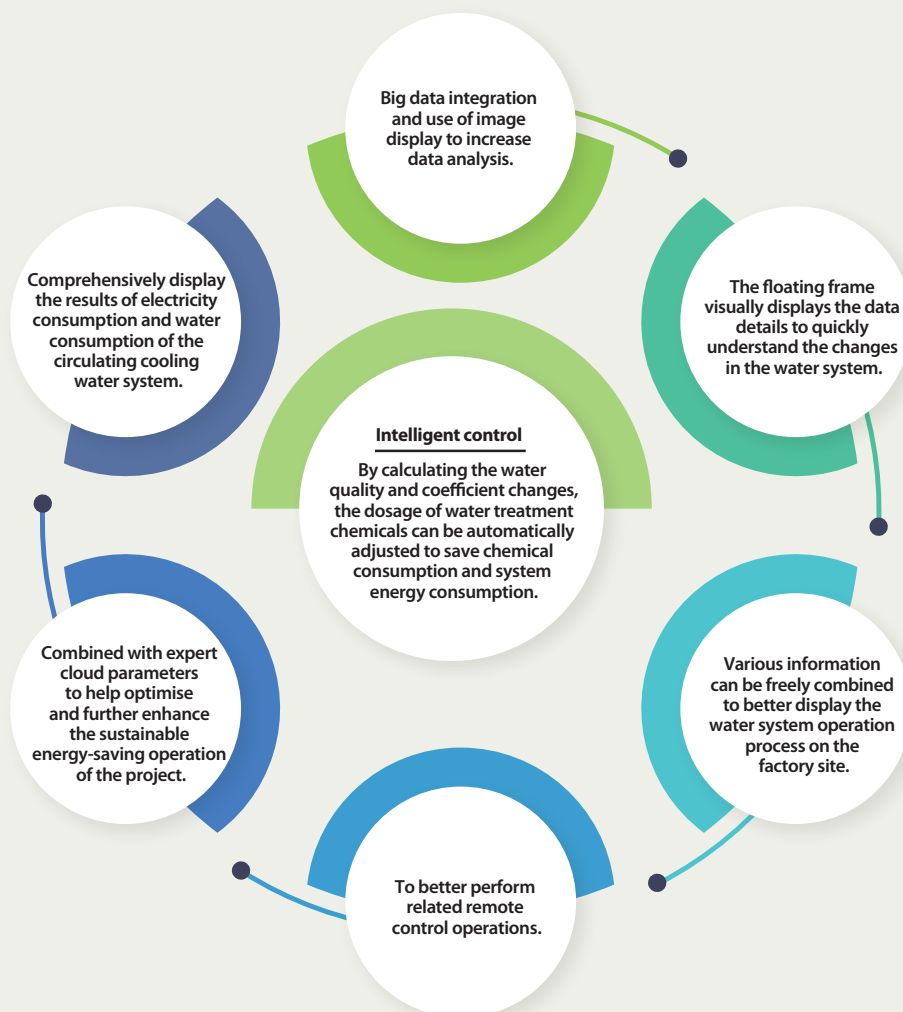 Big data integration
and use of image
display to increase
data analysis.
The floating frame
visually displays the data
details to quickly
understand the changes
in the water system.
Various information
can be freely combined
to better display the
water system operation
process on the
factory site.
To better perform
related remote
control operations.
Combined with expert
cloud parameters
to help optimise
and further enhance
the sustainable
energy-saving operation
of the project.
Comprehensively display
the results of electricity
consumption and water
consumption of the
circulating cooling
water system.
Intelligent control
By calculating the water
quality and coefficient changes,
the dosage of water treatment
chemicals can be automatically
adjusted to save chemical
consumption and system
energy consumption.